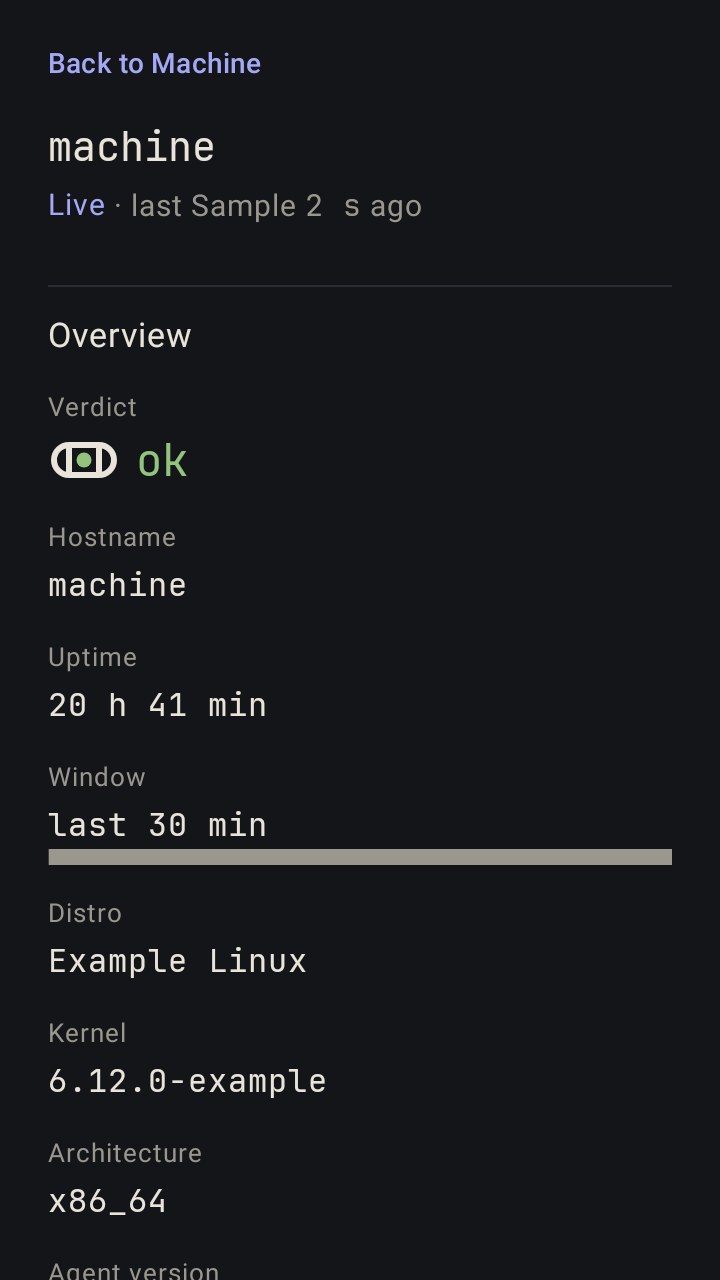 Back to Machine
machine
Live · last Sample 2 s ago
Overview
Verdict
ok
Hostname
machine
Uptime
20 h 41 min
Window
last 30 min
Distro
Example Linux
Kernel
6.12.0-example
Architecture
x86_64
Agent version